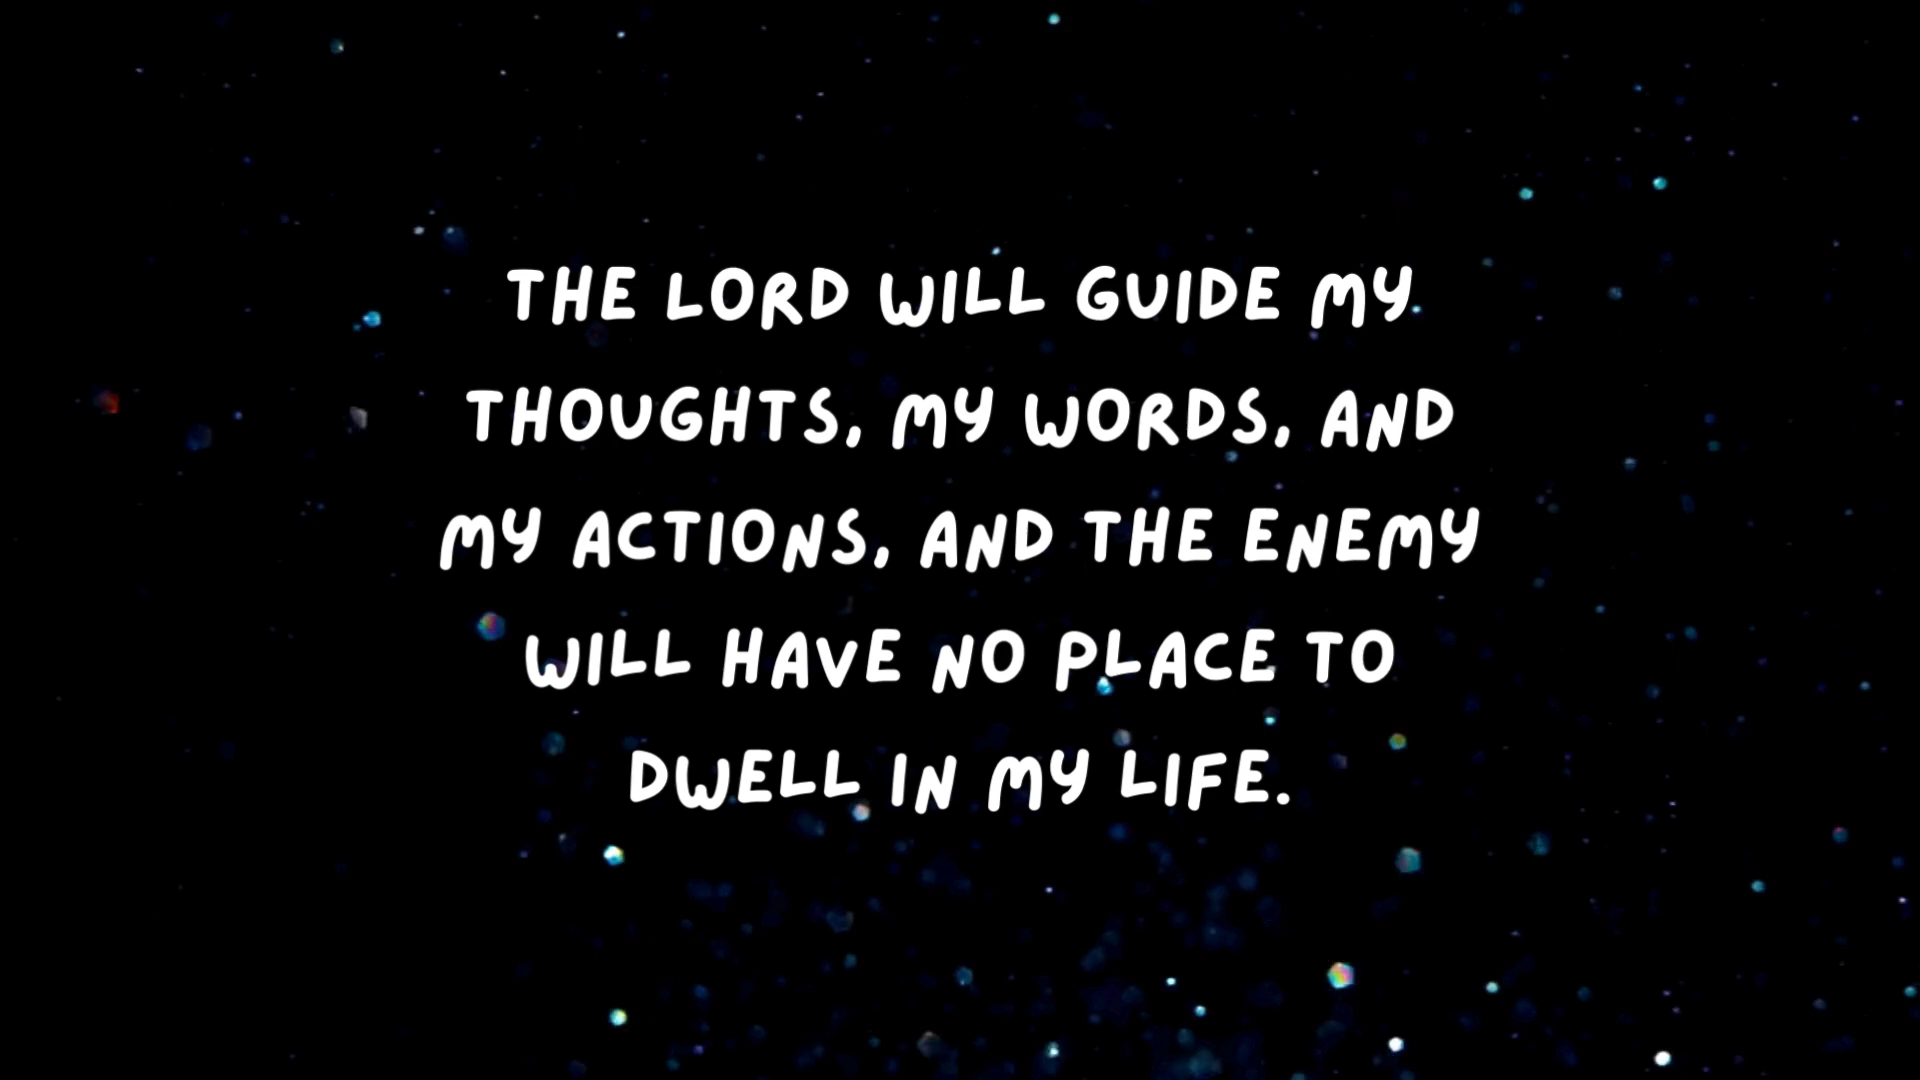 THE LORD WILL GUIDE MY
THOUGHTS, MY WORDS, AND
MY ACTIONS, AND THE ENEMY
WILL HAVE NO PLACE TO
DWELL IN MY LIFE.